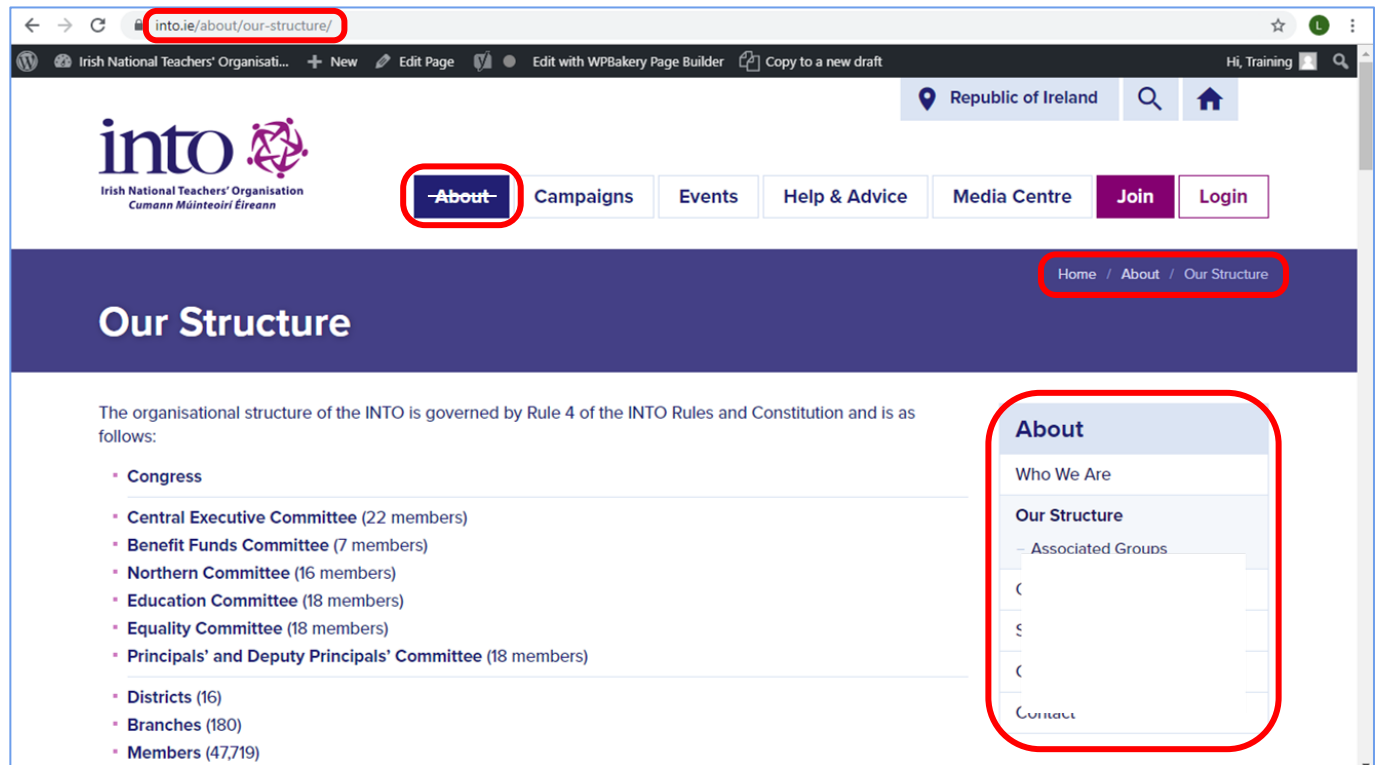 into.ie/about/our-structure/
L
Irish National Teachers' Organisati... New Edit Page Edit with WPBakery Page Builder Copy to a new draft Hi, Training
Republic of Ireland
into
Irish National Teachers' Organisation
Cumann Múinteoirí Éireann
About Campaigns Events Help & Advice Media Centre Join Login
Home / About / Our Structure
Our Structure
The organisational structure of the INTO is governed by Rule 4 of the INTO Rules and Constitution and is as
follows:
Congress
Central Executive Committee (22 members)
Benefit Funds Committee (7 members)
Northern Committee (16 members)
Education Committee (18 members)
Equality Committee (18 members)
Principals' and Deputy Principals' Committee (18 members)
Districts (16)
Branches (180)
Members (47,719)
About
Who We Are
Our Structure
– Associated Groups
Contact